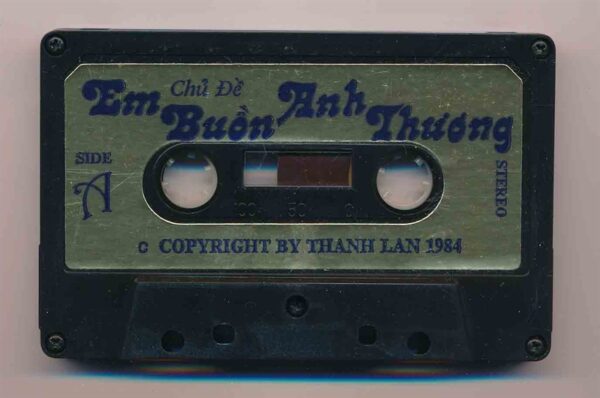 Chủ Đề
Em Buồn Anh Thương
SIDE
A
STEREO
100 50 0
C COPYRIGHT BY THANH LAN 1984